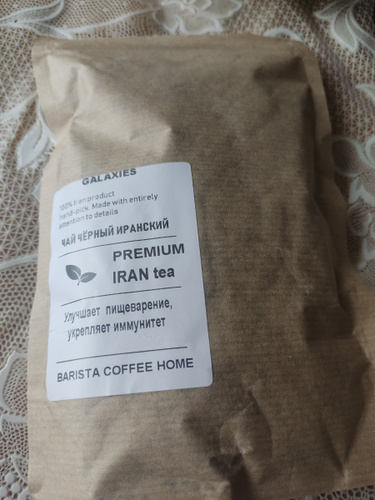 GALAXIES
100% Iran product
hand-pick. Made with entirely
attention to details
ЧАЙ ЧЁРНЫЙ ИРАНСКИЙ
PREMIUM
IRAN tea
Улучшает пищеварение,
укрепляет иммунитет
BARISTA COFFEE HOME